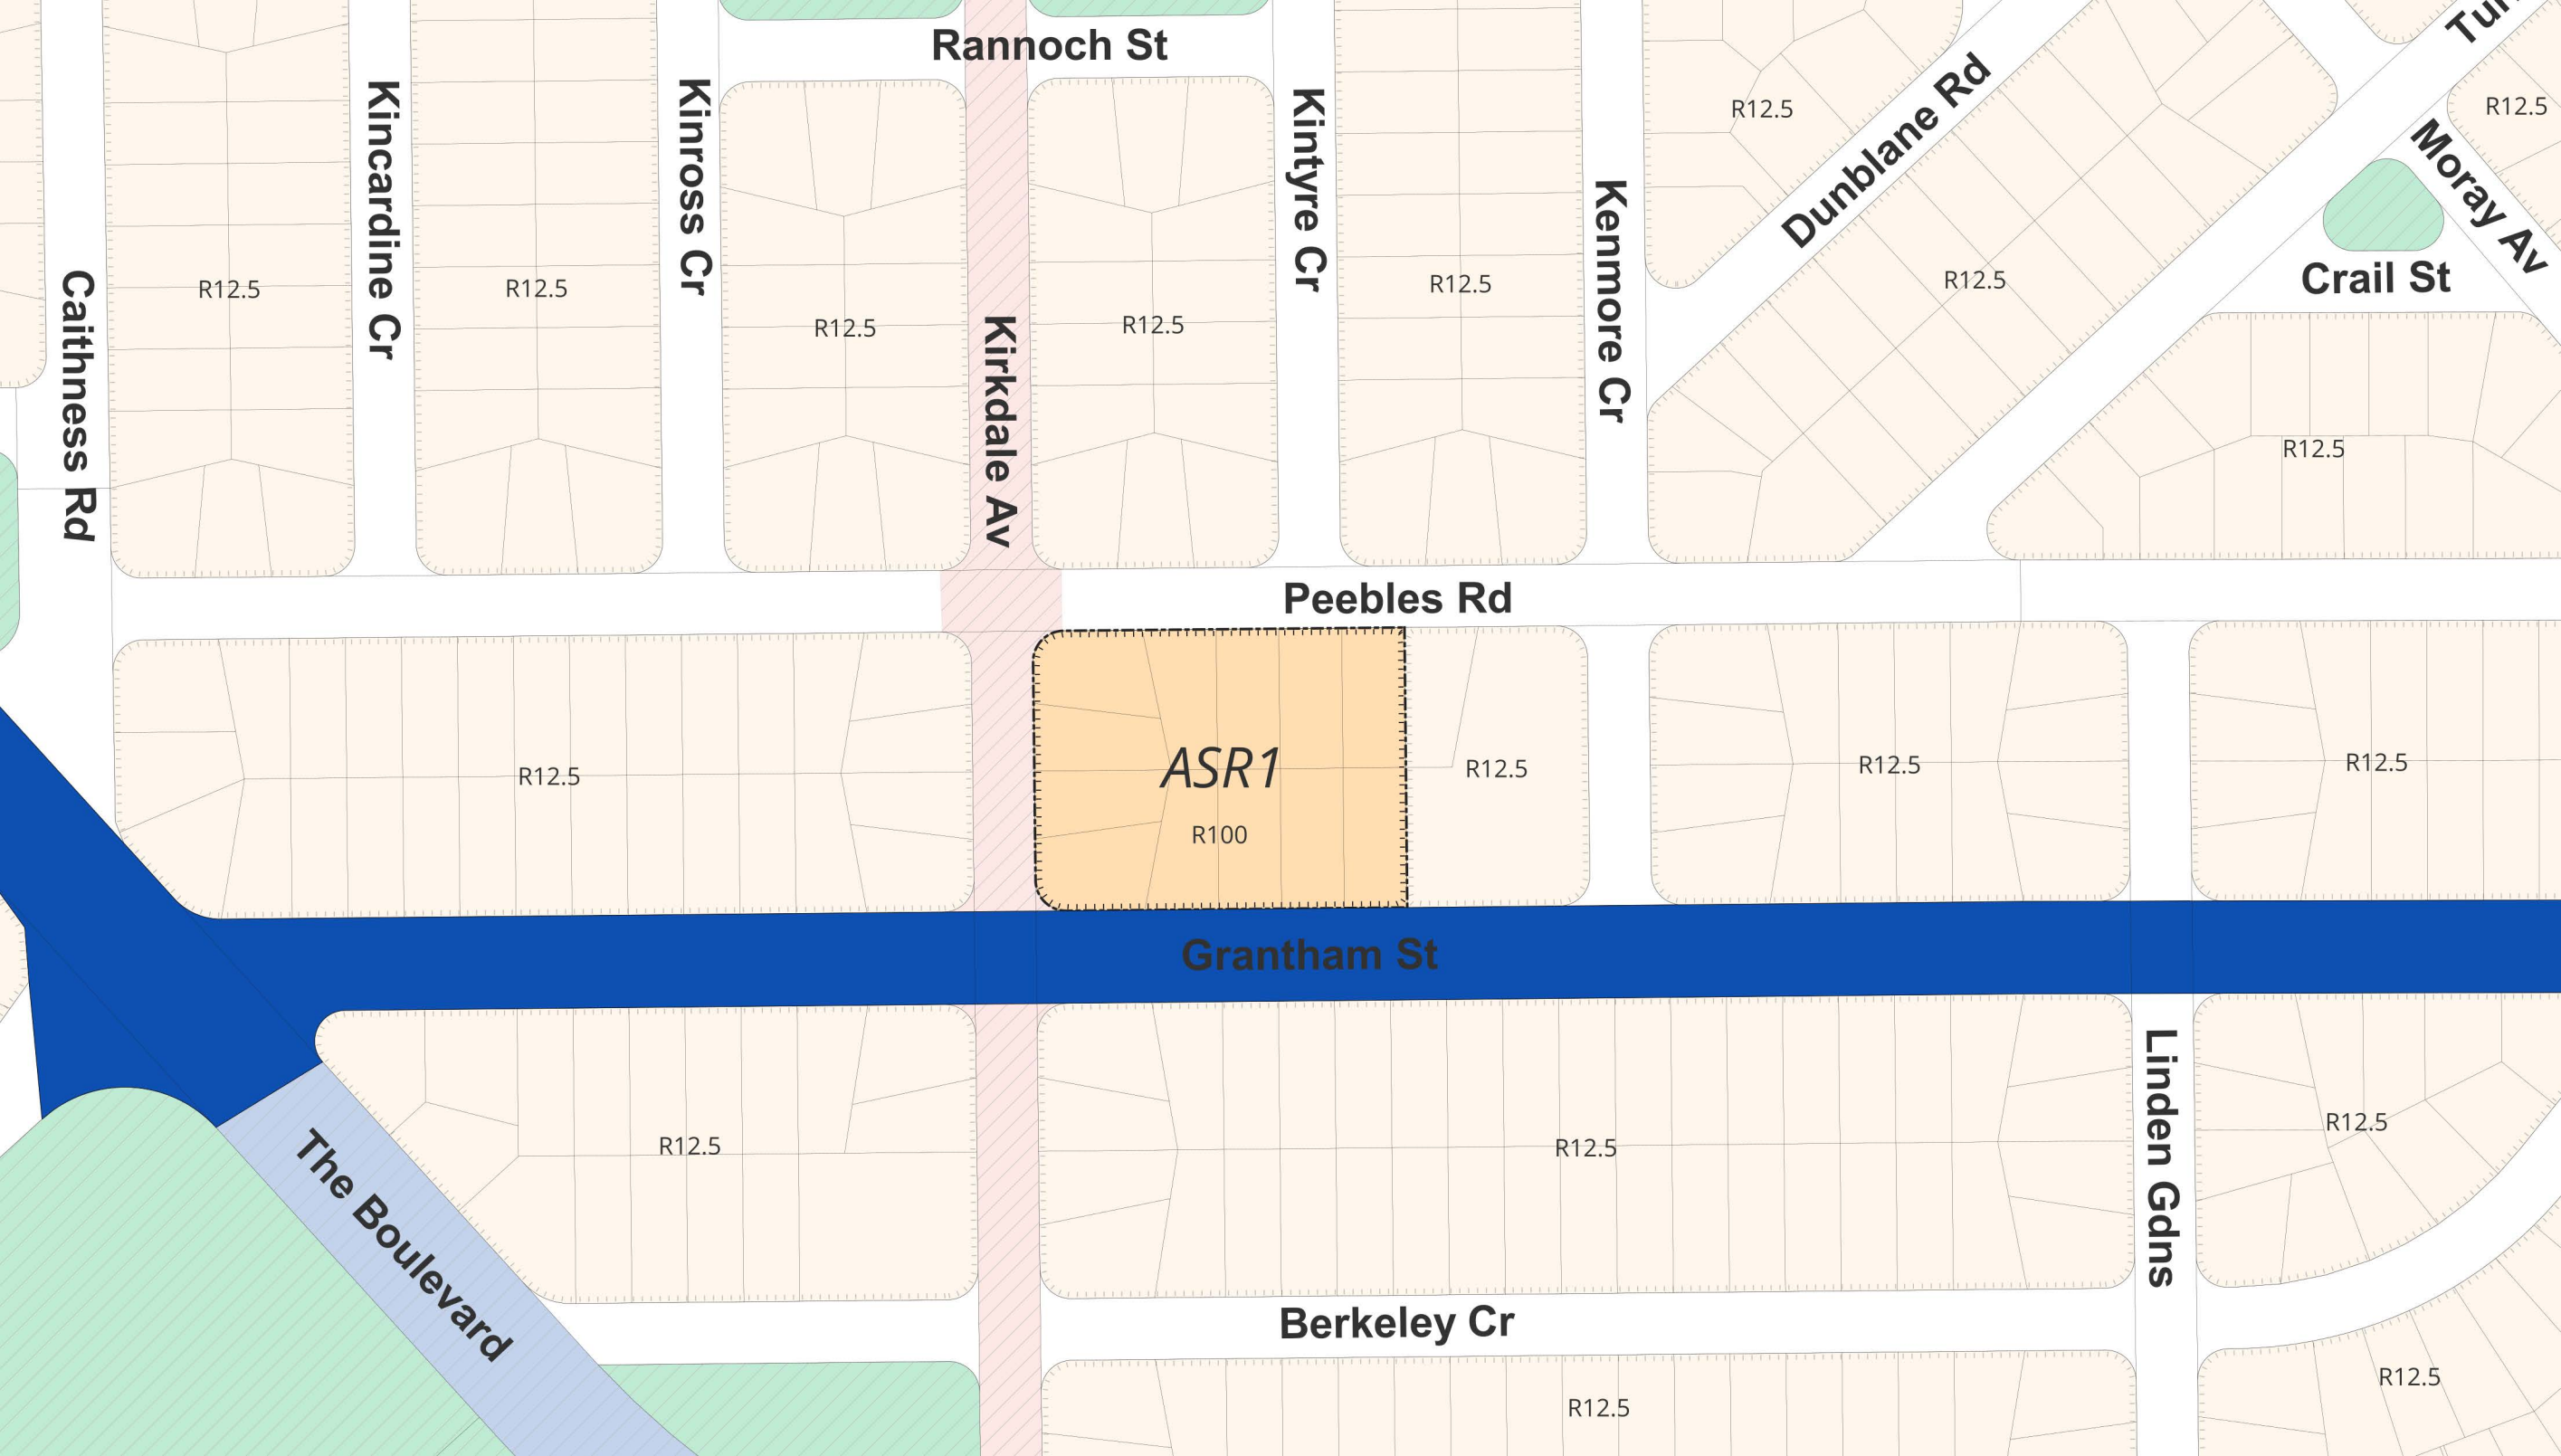 Rannoch St
Tun
R12.5
R12.5
Dunblane Rd
Moray Av
Kincardine Cr
Kinross Cr
Kintyre Cr
Kenmore Cr
Caithness Rd
Kirkdale Av
Crail St
R12.5
R12.5
R12.5
R12.5
R12.5
R12.5
R12.5
Peebles Rd
R12.5
ASR1
R100
R12.5
R12.5
R12.5
Grantham St
Linden Gdns
The Boulevard
R12.5
R12.5
R12.5
Berkeley Cr
R12.5
R12.5